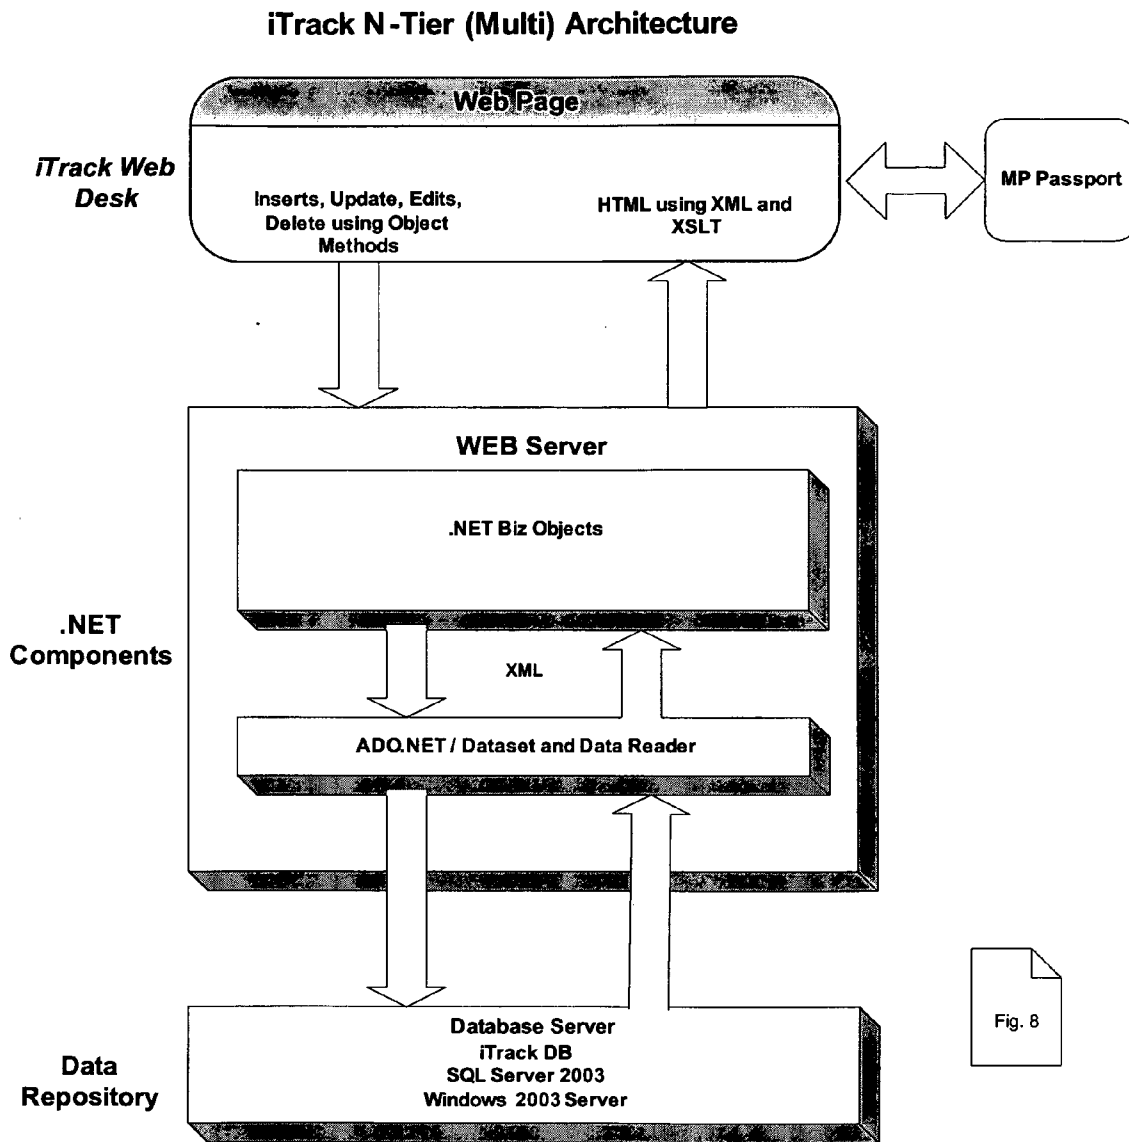 iTrack N-Tier (Multi) Architecture
Web Page
iTrack Web
Desk
Inserts, Update, Edits,
Delete using Object
Methods
HTML using XML and
XSLT
MP Passport
WEB Server
.NET Biz Objects
.NET
Components
XML
ADO.NET / Dataset and Data Reader
Database Server
iTrack DB
SQL Server 2003
Windows 2003 Server
Data
Repository
Fig. 8